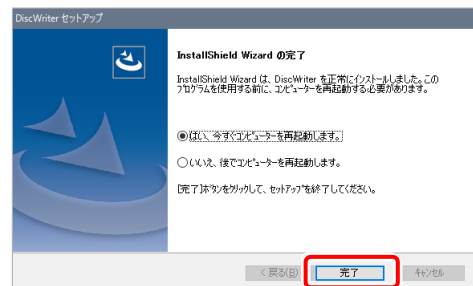 DiscWriter セットアップ
InstallShield Wizard の完了
InstallShield Wizard は、DiscWriter を正常にインストールしました。この
プログラムを使用する前に、コンピューターを再起動する必要があります。
はい、今すぐコンピューターを再起動します。
いいえ、後でコンピューターを再起動します。
[完了]ボタンをクリックして、セットアップを終了してください。
< 戻る(B)
完了
キャンセル